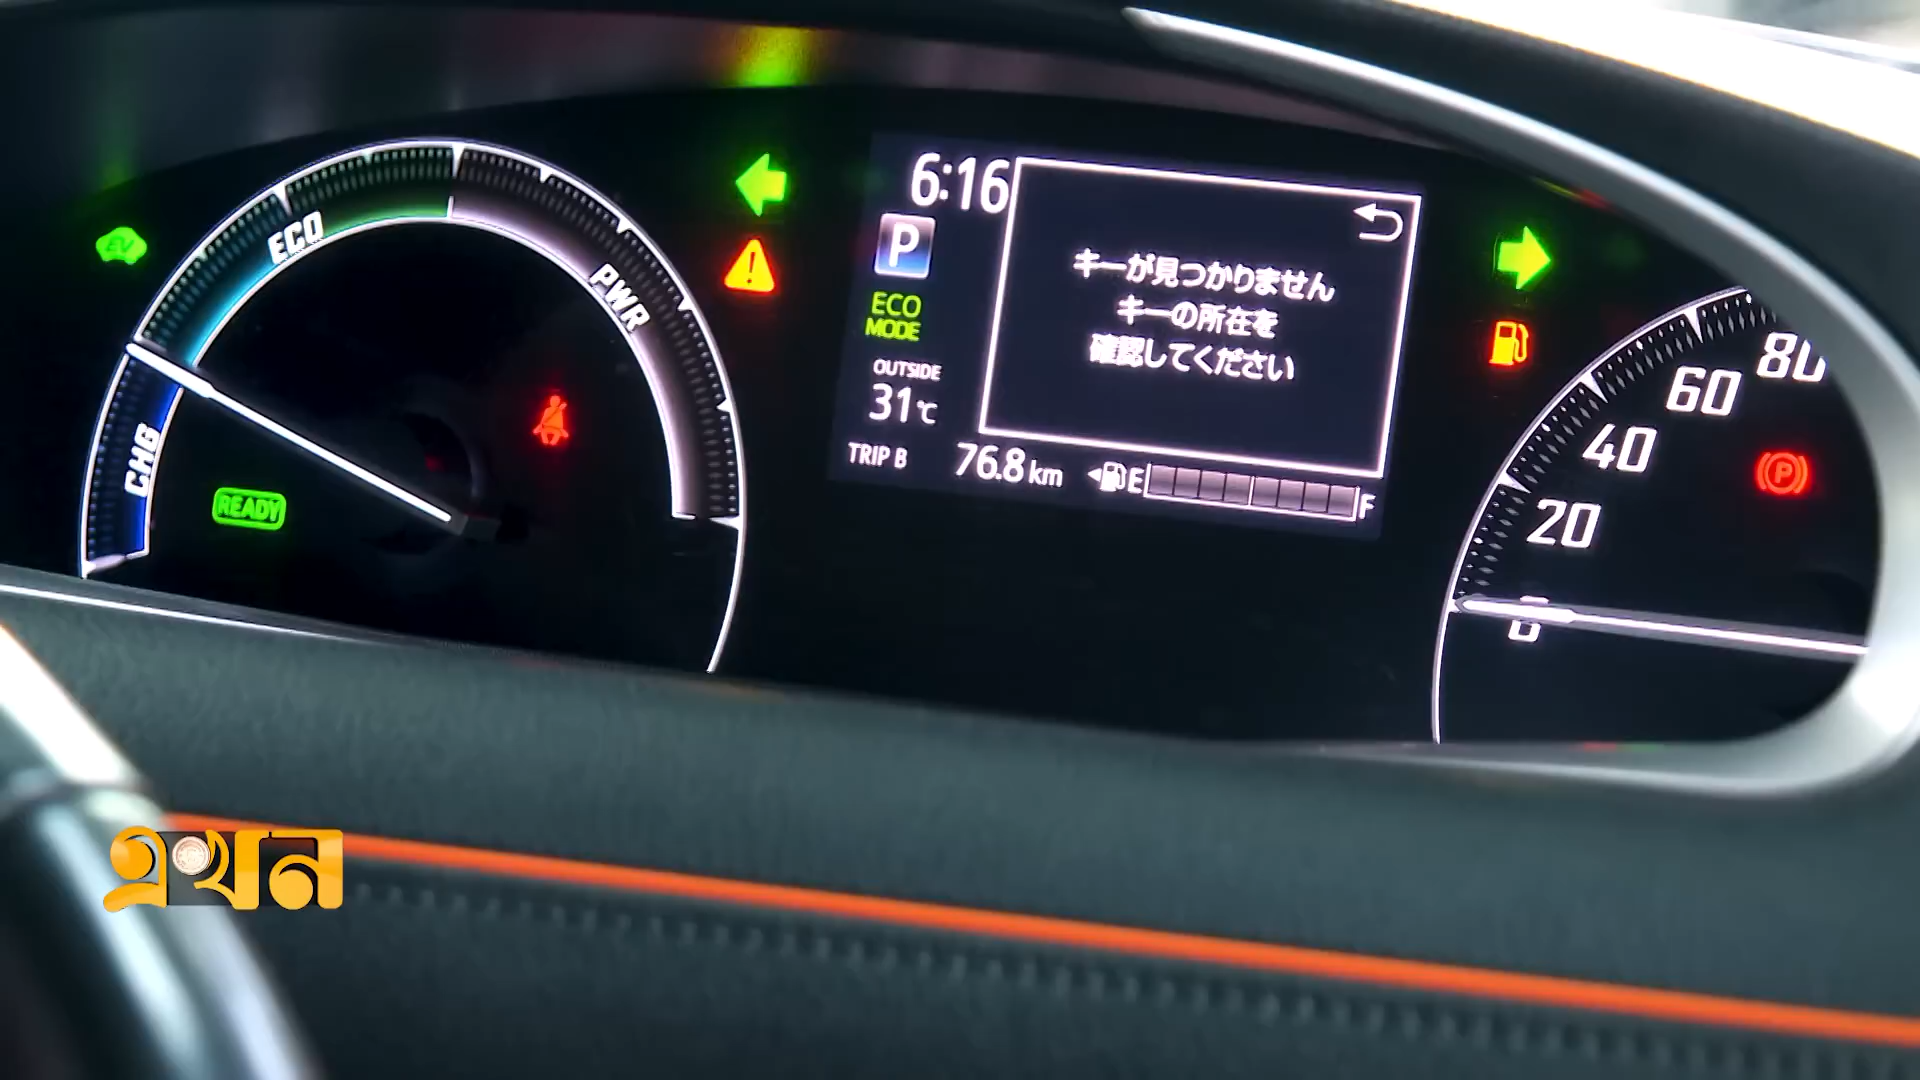 6:16
EV
ECO
PWR
CHG
READY
P
ECO
MODE
OUTSIDE
31℃
キーが見つかりません
キーの所在を
確認してください
TRIP B
76.8 km
E
F
80
60
40
20
0
P
এখন